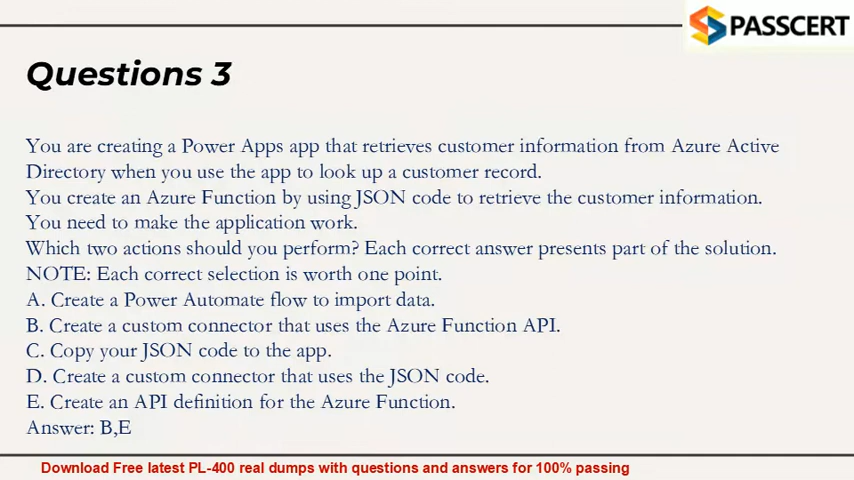 PASSCERT
Questions 3
You are creating a Power Apps app that retrieves customer information from Azure Active
Directory when you use the app to look up a customer record.
You create an Azure Function by using JSON code to retrieve the customer information.
You need to make the application work.
Which two actions should you perform? Each correct answer presents part of the solution.
NOTE: Each correct selection is worth one point.
A. Create a Power Automate flow to import data.
B. Create a custom connector that uses the Azure Function API.
C. Copy your JSON code to the app.
D. Create a custom connector that uses the JSON code.
E. Create an API definition for the Azure Function.
Answer: B,E
Download Free latest PL-400 real dumps with questions and answers for 100% passing